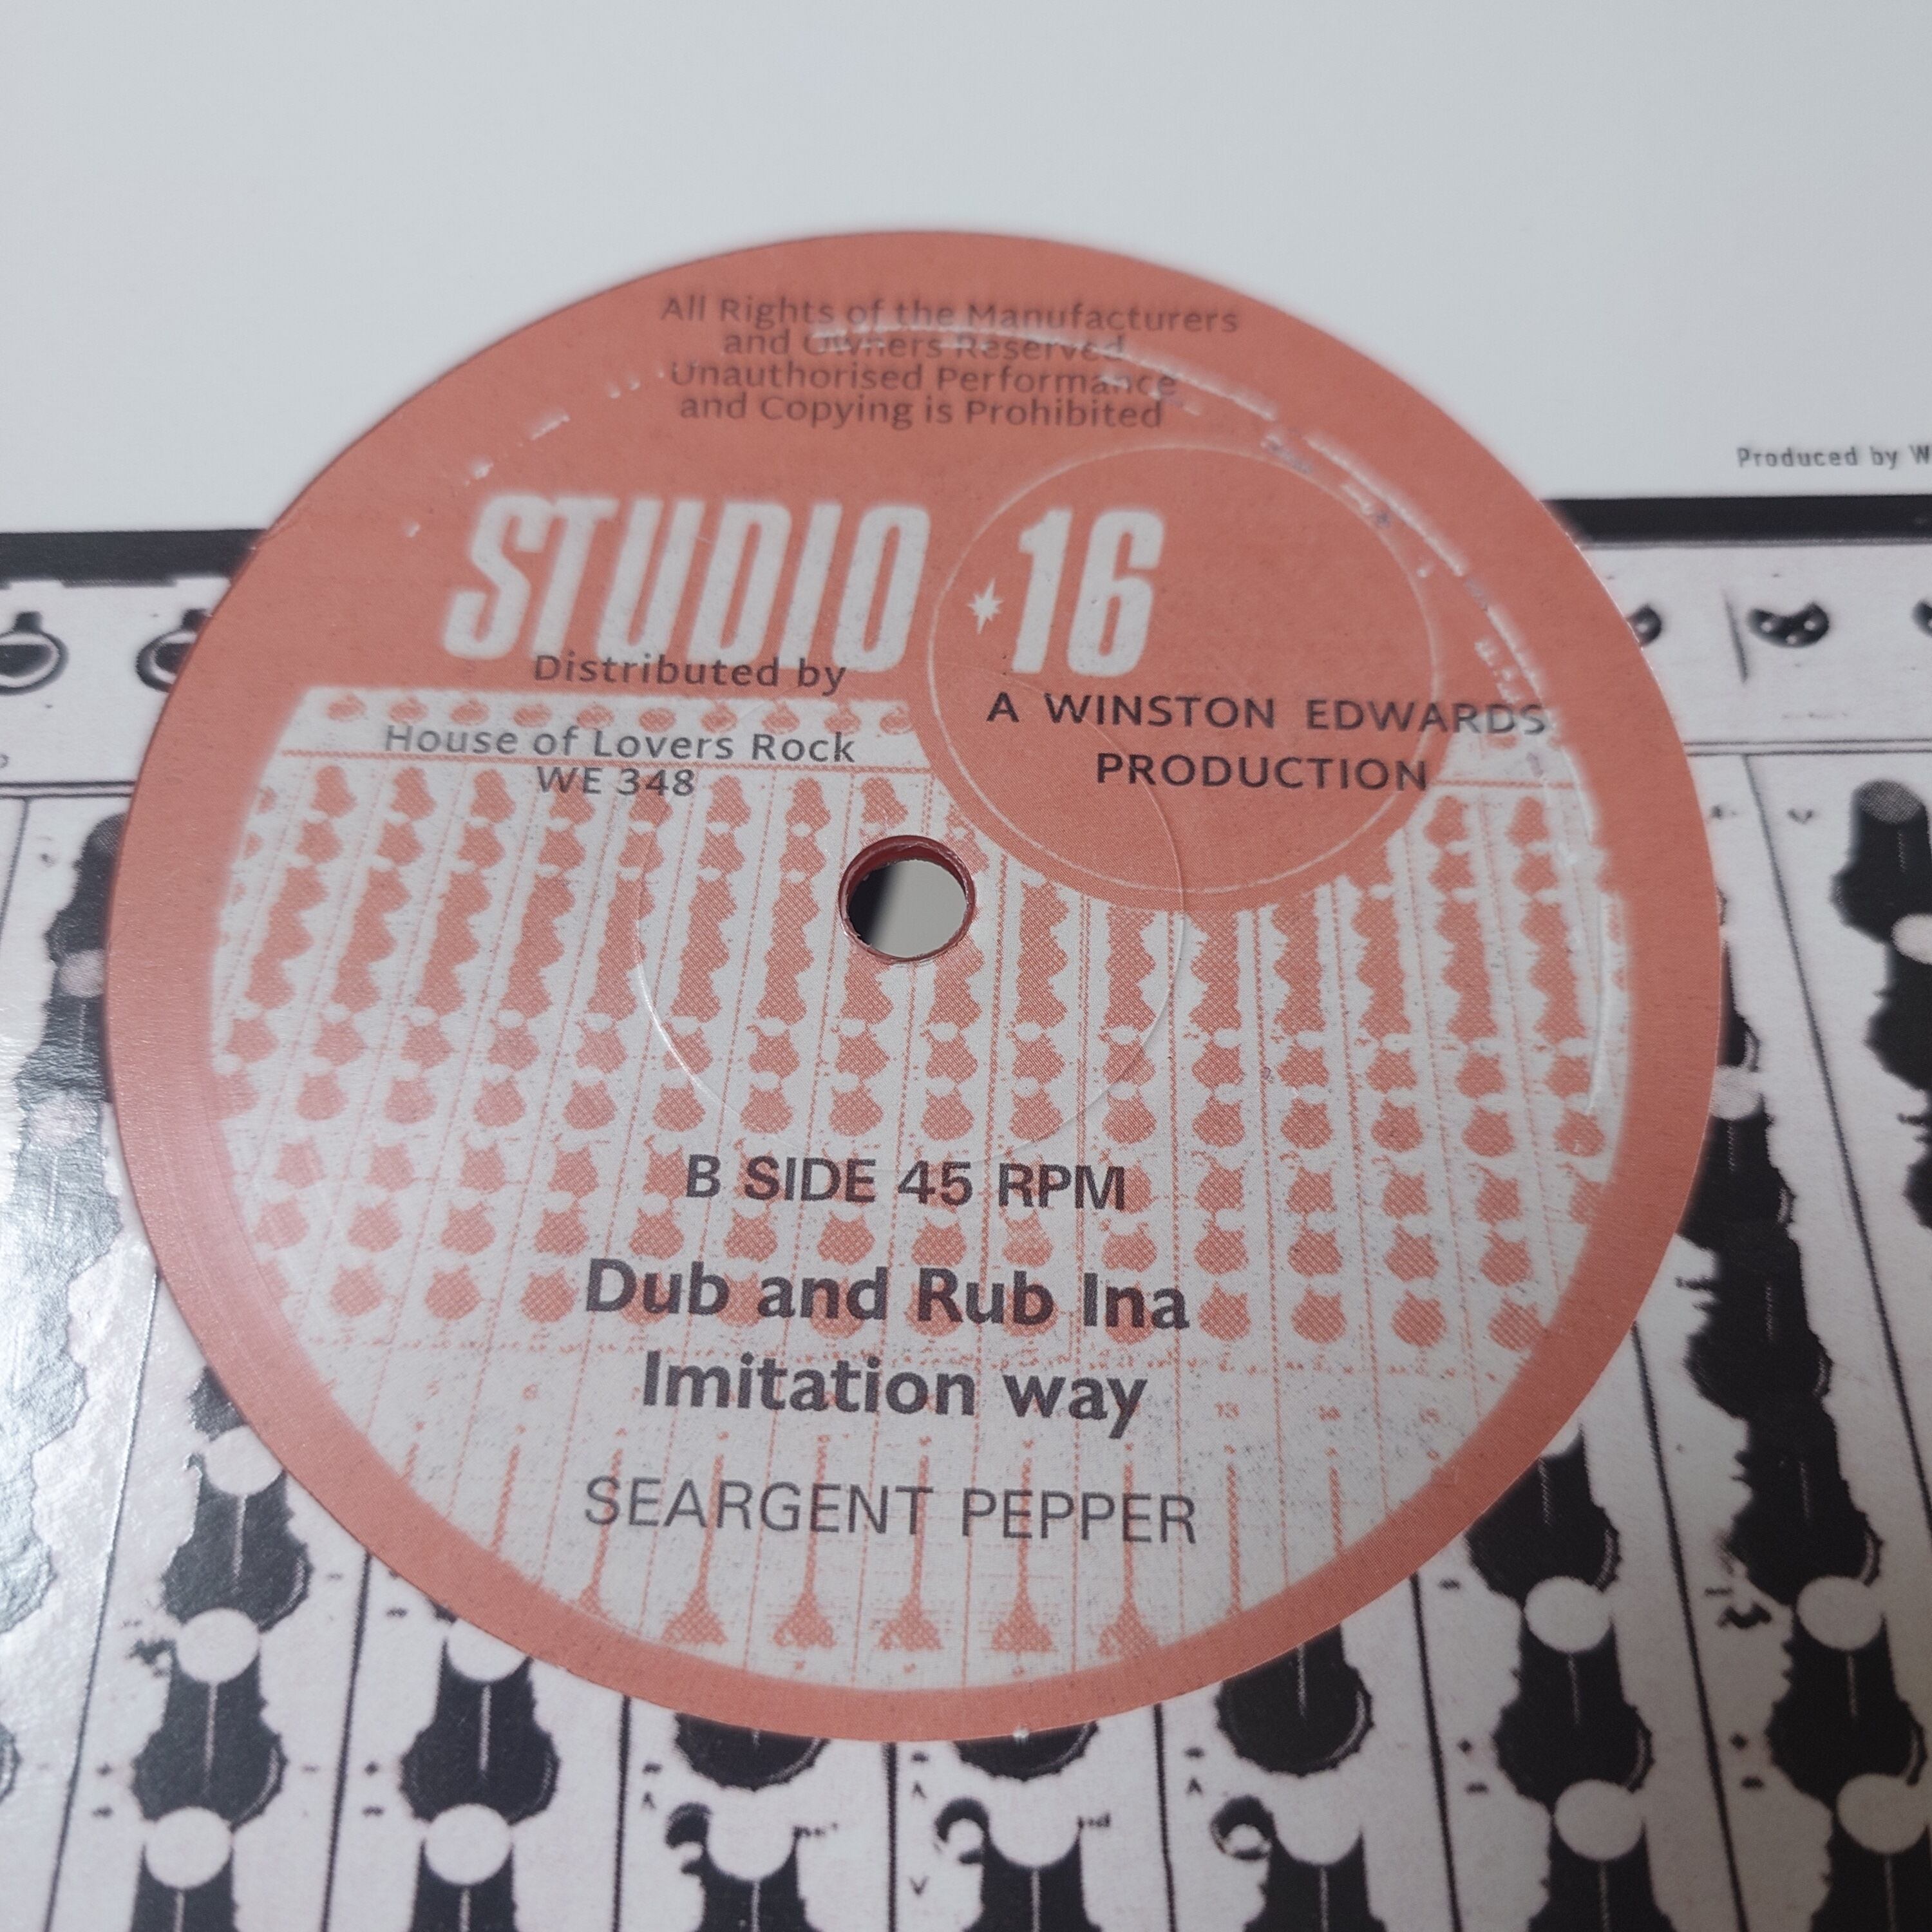 All Rights of the Manufacturers
and Owners Reserved
Unauthorised Performance
and Copying is Prohibited
STUDIO 16
Distributed by
House of Lovers Rock
WE 348
A WINSTON EDWARDS
PRODUCTION
B SIDE 45 RPM
Dub and Rub Ina
Imitation way
SEARGENT PEPPER
Produced by W